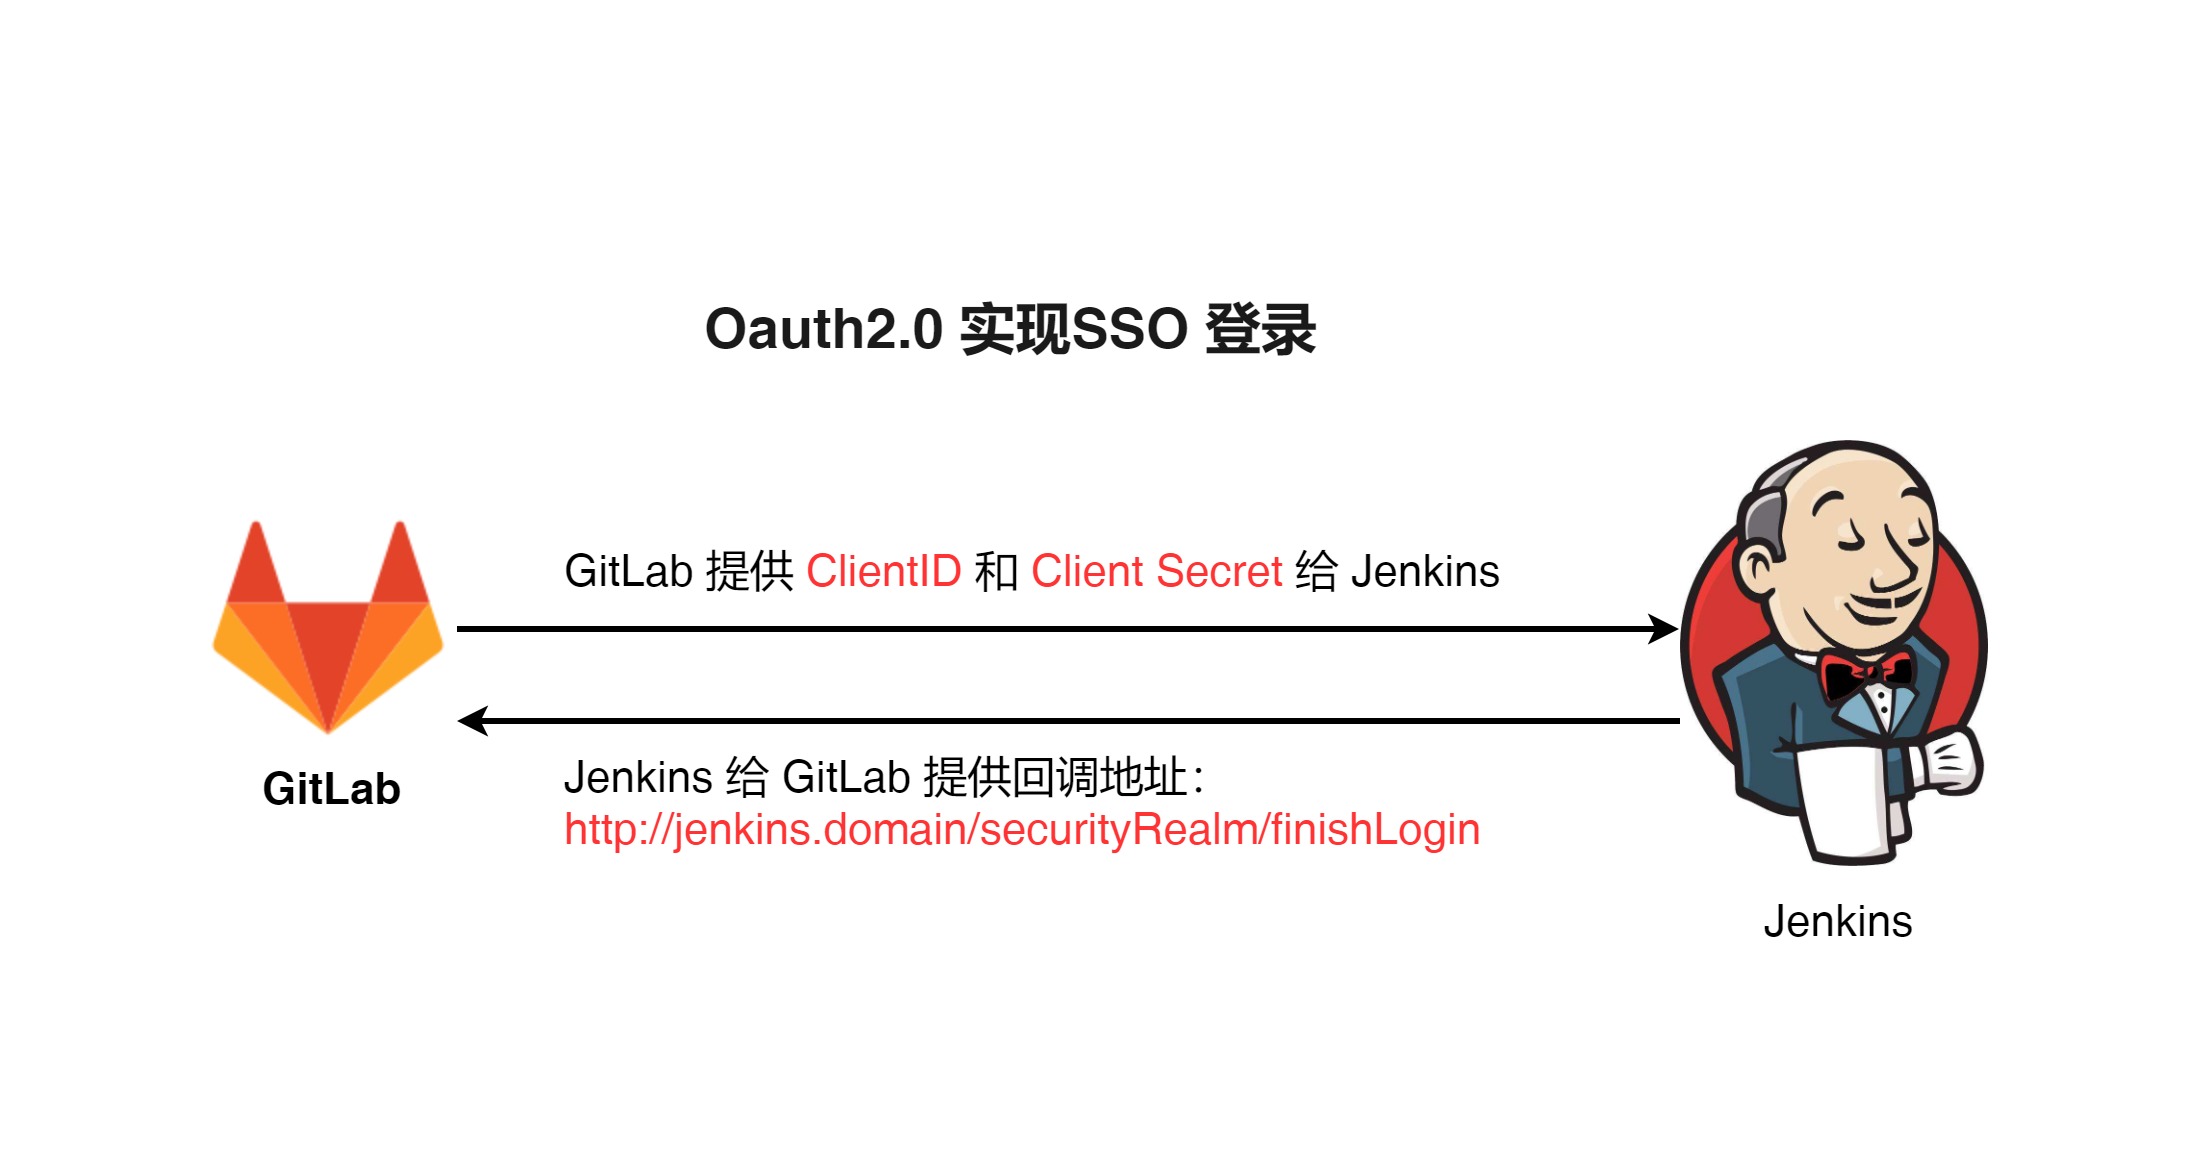 Oauth2.0 实现SSO 登录
GitLab 提供 ClientID 和 Client Secret 给 Jenkins
GitLab
Jenkins 给 GitLab 提供回调地址：
http://jenkins.domain/securityRealm/finishLogin
Jenkins